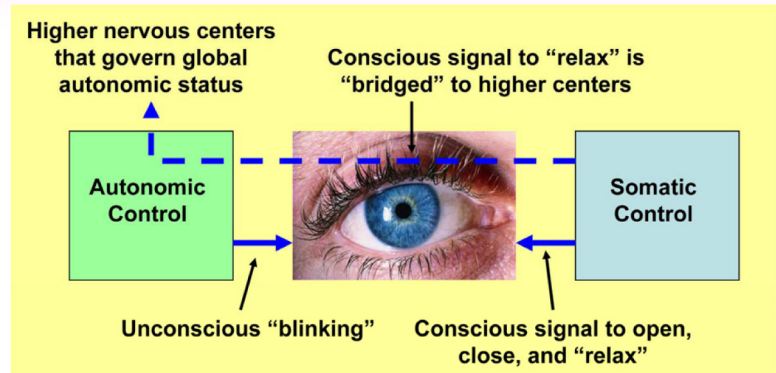 Higher nervous centers
that govern global
autonomic status
Conscious signal to “relax” is
“bridged” to higher centers
Autonomic
Control
Somatic
Control
Unconscious “blinking”
Conscious signal to open,
close, and “relax”